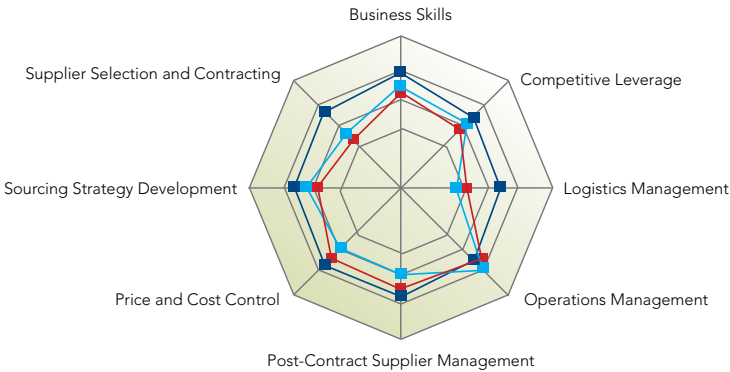 Business Skills
Supplier Selection and Contracting
Competitive Leverage
Sourcing Strategy Development
Logistics Management
Price and Cost Control
Operations Management
Post-Contract Supplier Management